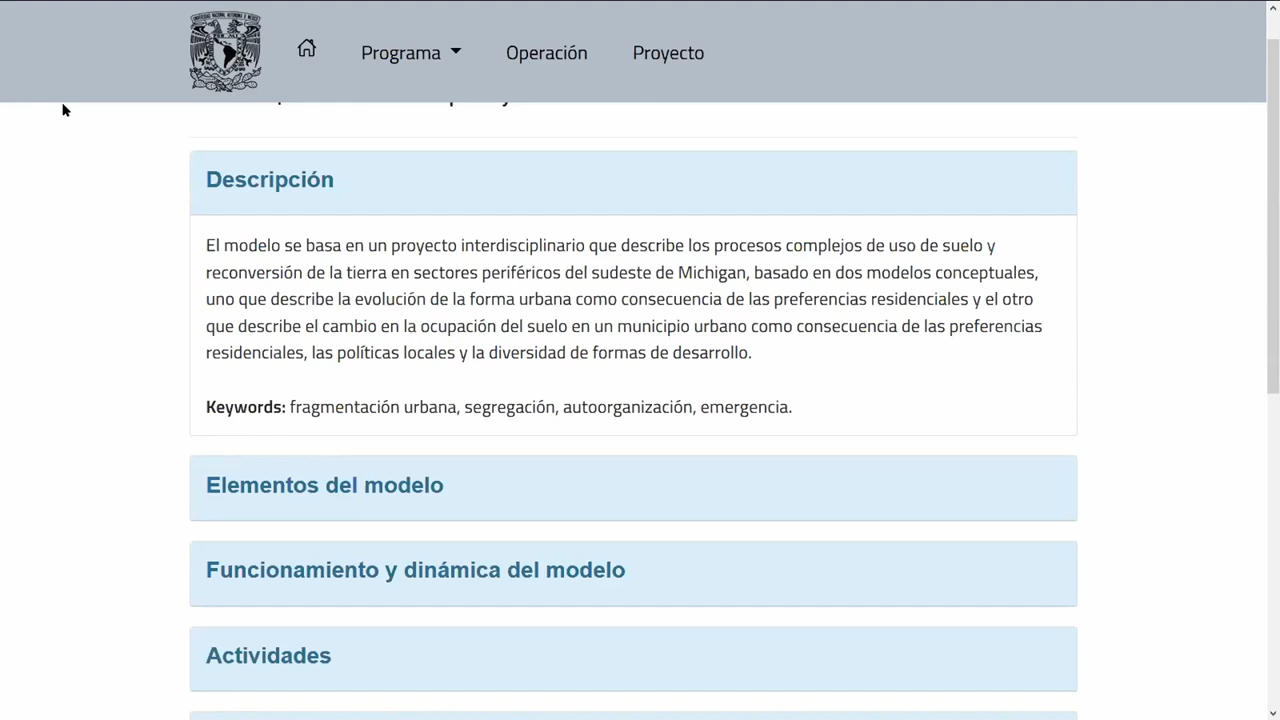 Programa
Operación
Proyecto
Descripción
El modelo se basa en un proyecto interdisciplinario que describe los procesos complejos de uso de suelo y
reconversión de la tierra en sectores periféricos del sudeste de Michigan, basado en dos modelos conceptuales,
uno que describe la evolución de la forma urbana como consecuencia de las preferencias residenciales y el otro
que describe el cambio en la ocupación del suelo en un municipio urbano como consecuencia de las preferencias
residenciales, las políticas locales y la diversidad de formas de desarrollo.
Keywords: fragmentación urbana, segregación, autoorganización, emergencia.
Elementos del modelo
Funcionamiento y dinámica del modelo
Actividades